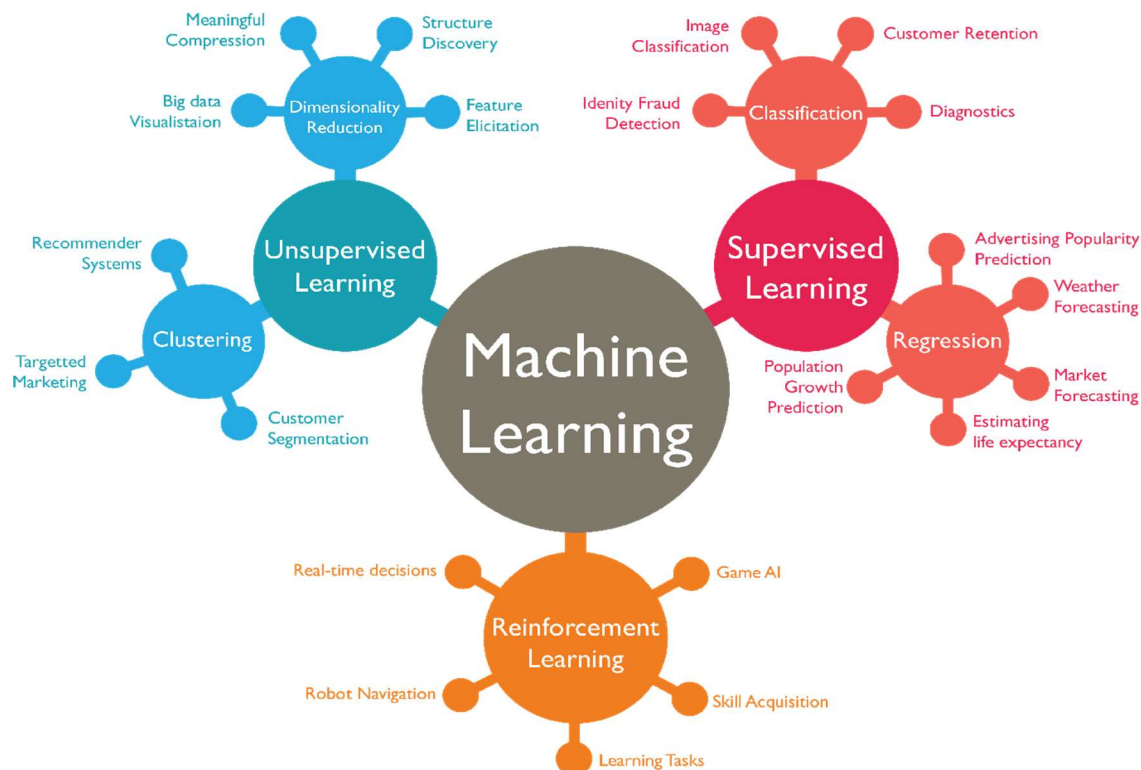 Meaningful
Compression
Structure
Discovery
Big data
Visualistaion
Dimensionality
Reduction
Feature
Elicitation
Image
Classification
Customer Retention
Idenity Fraud
Detection
Classification
Diagnostics
Unsupervised
Learning
Recommender
Systems
Clustering
Targetted
Marketing
Customer
Segmentation
Supervised
Learning
Advertising Popularity
Prediction
Weather
Forecasting
Regression
Population
Growth
Prediction
Market
Forecasting
Estimating
life expectancy
Machine
Learning
Real-time decisions
Game AI
Reinforcement
Learning
Robot Navigation
Skill Acquisition
Learning Tasks